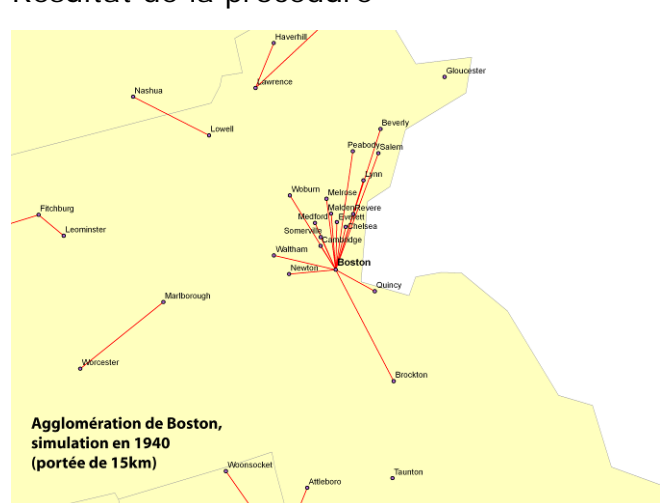 Résultat de la procédure
Haverhill
Gloucester
Lawrence
Nashua
Beverly
Lowell
Peabody
Salem
Lynn
Woburn
Melrose
Fitchburg
Malden
Revere
Medford
Everett
Chelsea
Leominster
Somerville
Cambridge
Waltham
Boston
Newton
Quincy
Marlborough
Worcester
Brockton
Agglomération de Boston,
simulation en 1940
(portée de 15km)
Woonsocket
Taunton
Attleboro